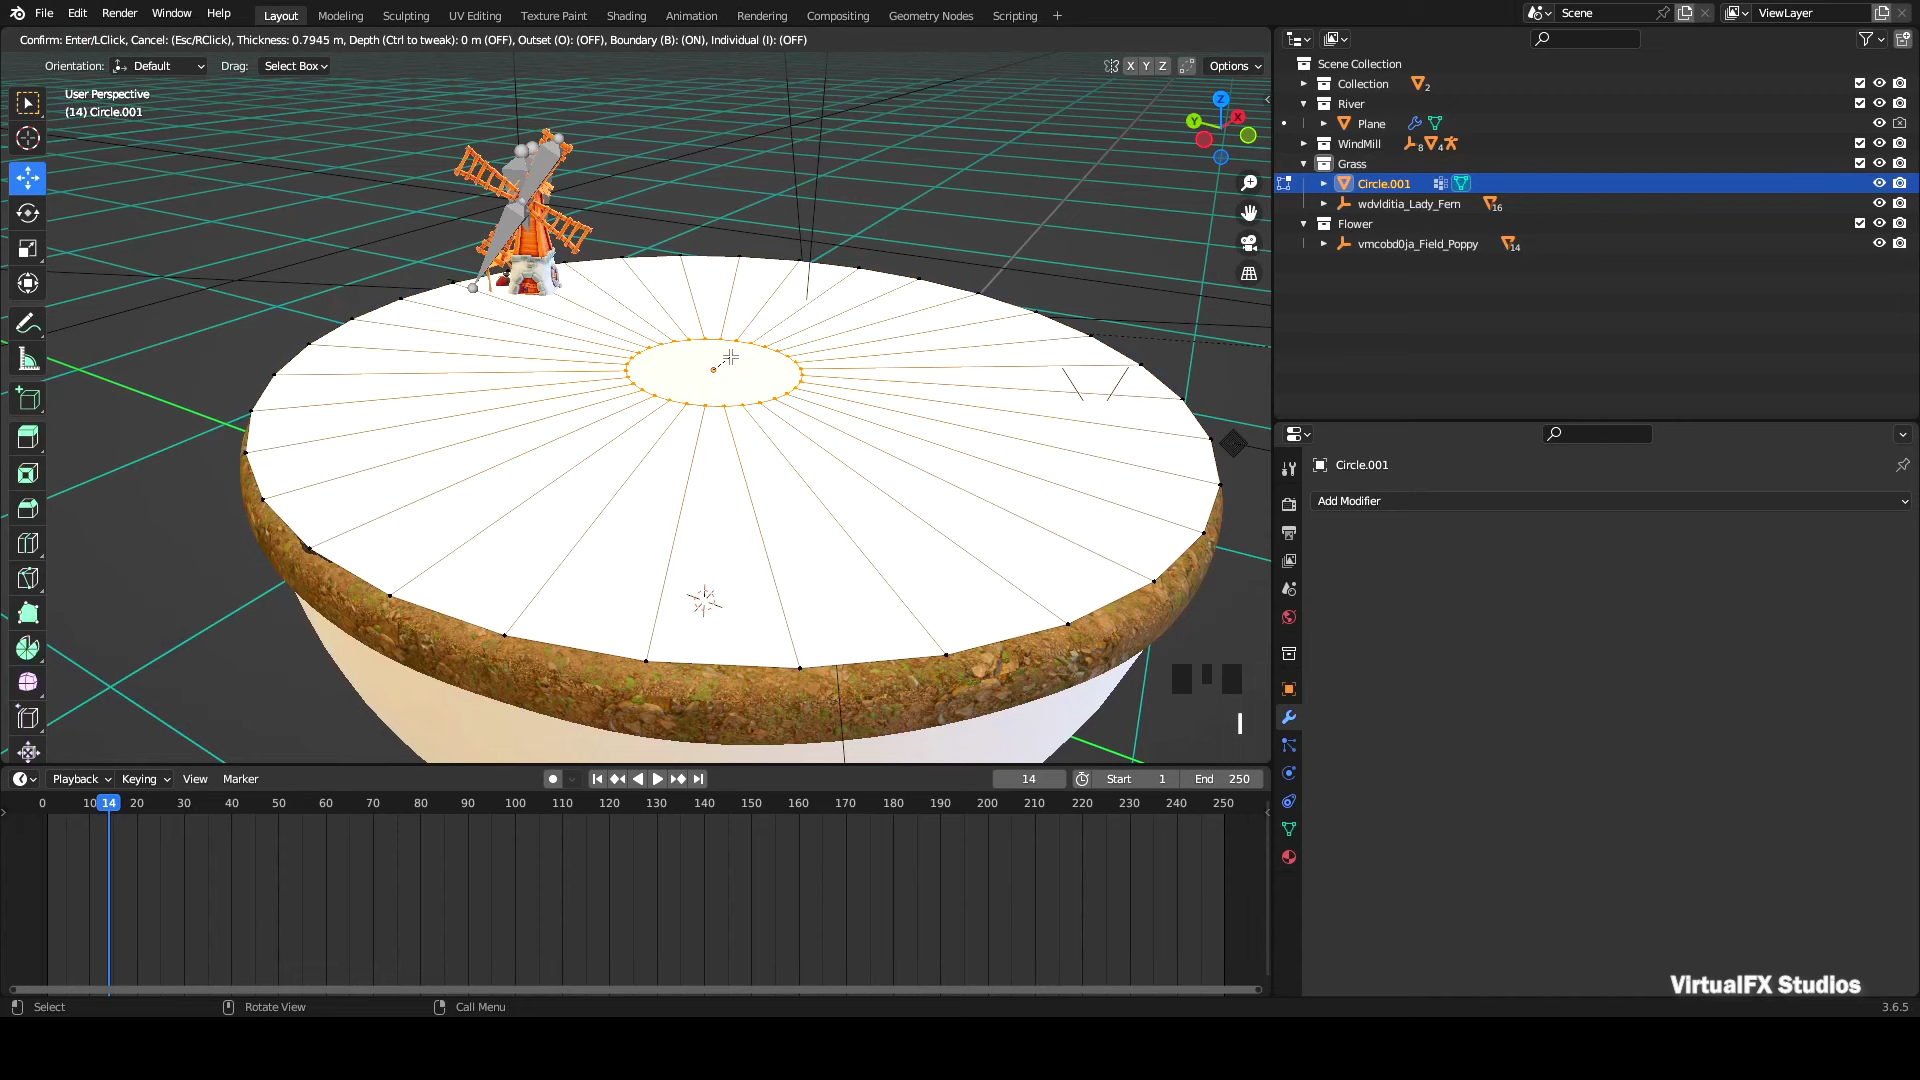 File Edit Render Window Help Layout Modeling Sculpting UV Editing Texture Paint Shading Animation Rendering Compositing Geometry Nodes Scripting + Scene ViewLayer
Confirm: Enter/LClick, Cancel: (Esc/RClick), Thickness: 0.7945 m, Depth (Ctrl to tweak): 0 m (OFF), Outset (O): (OFF), Boundary (B): (ON), Individual (I): (OFF)
Orientation: Default Drag: Select Box X Y Z Options
User Perspective
(14) Circle.001
Z
Y X
Scene Collection
Collection 2
River
Plane
WindMill 8 4
Grass
Circle.001
wdvlditia_Lady_Fern 16
Flower
vmcobd0ja_Field_Poppy 14
Circle.001
Add Modifier
I
Playback Keying View Marker 14 Start 1 End 250
0 10 14 20 30 40 50 60 70 80 90 100 110 120 130 140 150 160 170 180 190 200 210 220 230 240 250
VirtualFX Studios
Select Rotate View Call Menu 3.6.5